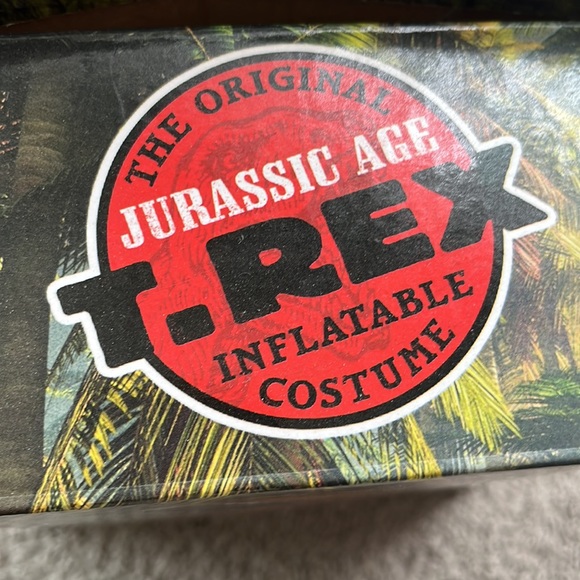 THE ORIGINAL
JURASSIC AGE
T.REX
INFLATABLE
COSTUME